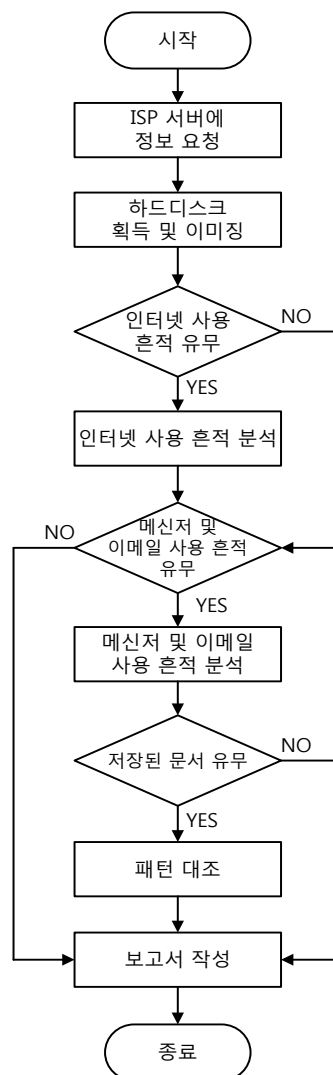 시작
ISP 서버에
정보 요청
하드디스크
획득 및 이미징
인터넷 사용
흔적 유무
NO
YES
인터넷 사용 흔적 분석
NO
메신저 및
이메일 사용 흔적
유무
YES
메신저 및 이메일
사용 흔적 분석
저장된 문서 유무
NO
YES
패턴 대조
보고서 작성
종료